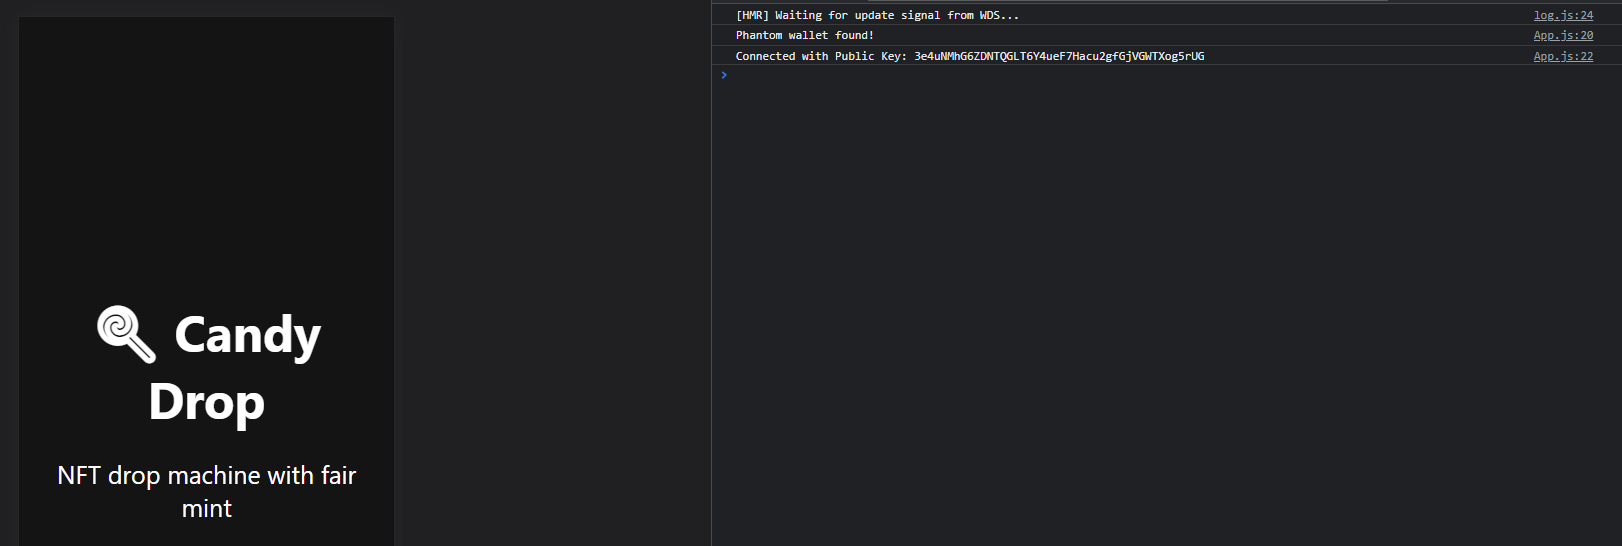 Candy
Drop
NFT drop machine with fair
mint
[HMR] Waiting for update signal from WDS... log.js:24
Phantom wallet found! App.js:20
Connected with Public Key: 3e4uNMhG6ZDNTQGLT6Y4ueF7Hacu2gfGjVGWTXog5rUG App.js:22